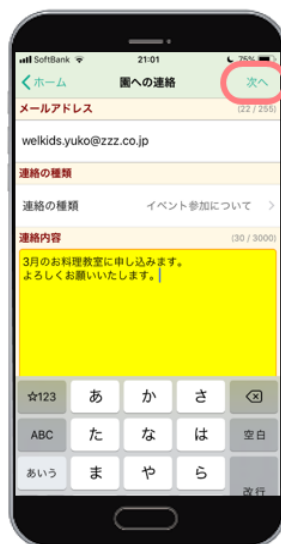 SoftBank 21:01 75%
ホーム 園への連絡 次へ
メールアドレス (22 / 255)
welkids.yuko@zzz.co.jp
連絡の種類
連絡の種類 イベント参加について
連絡内容 (30 / 3000)
3月のお料理教室に申し込みます。
よろしくお願いいたします。
☆123 あ か さ
ABC た な は 空白
あいう ま や ら
改行